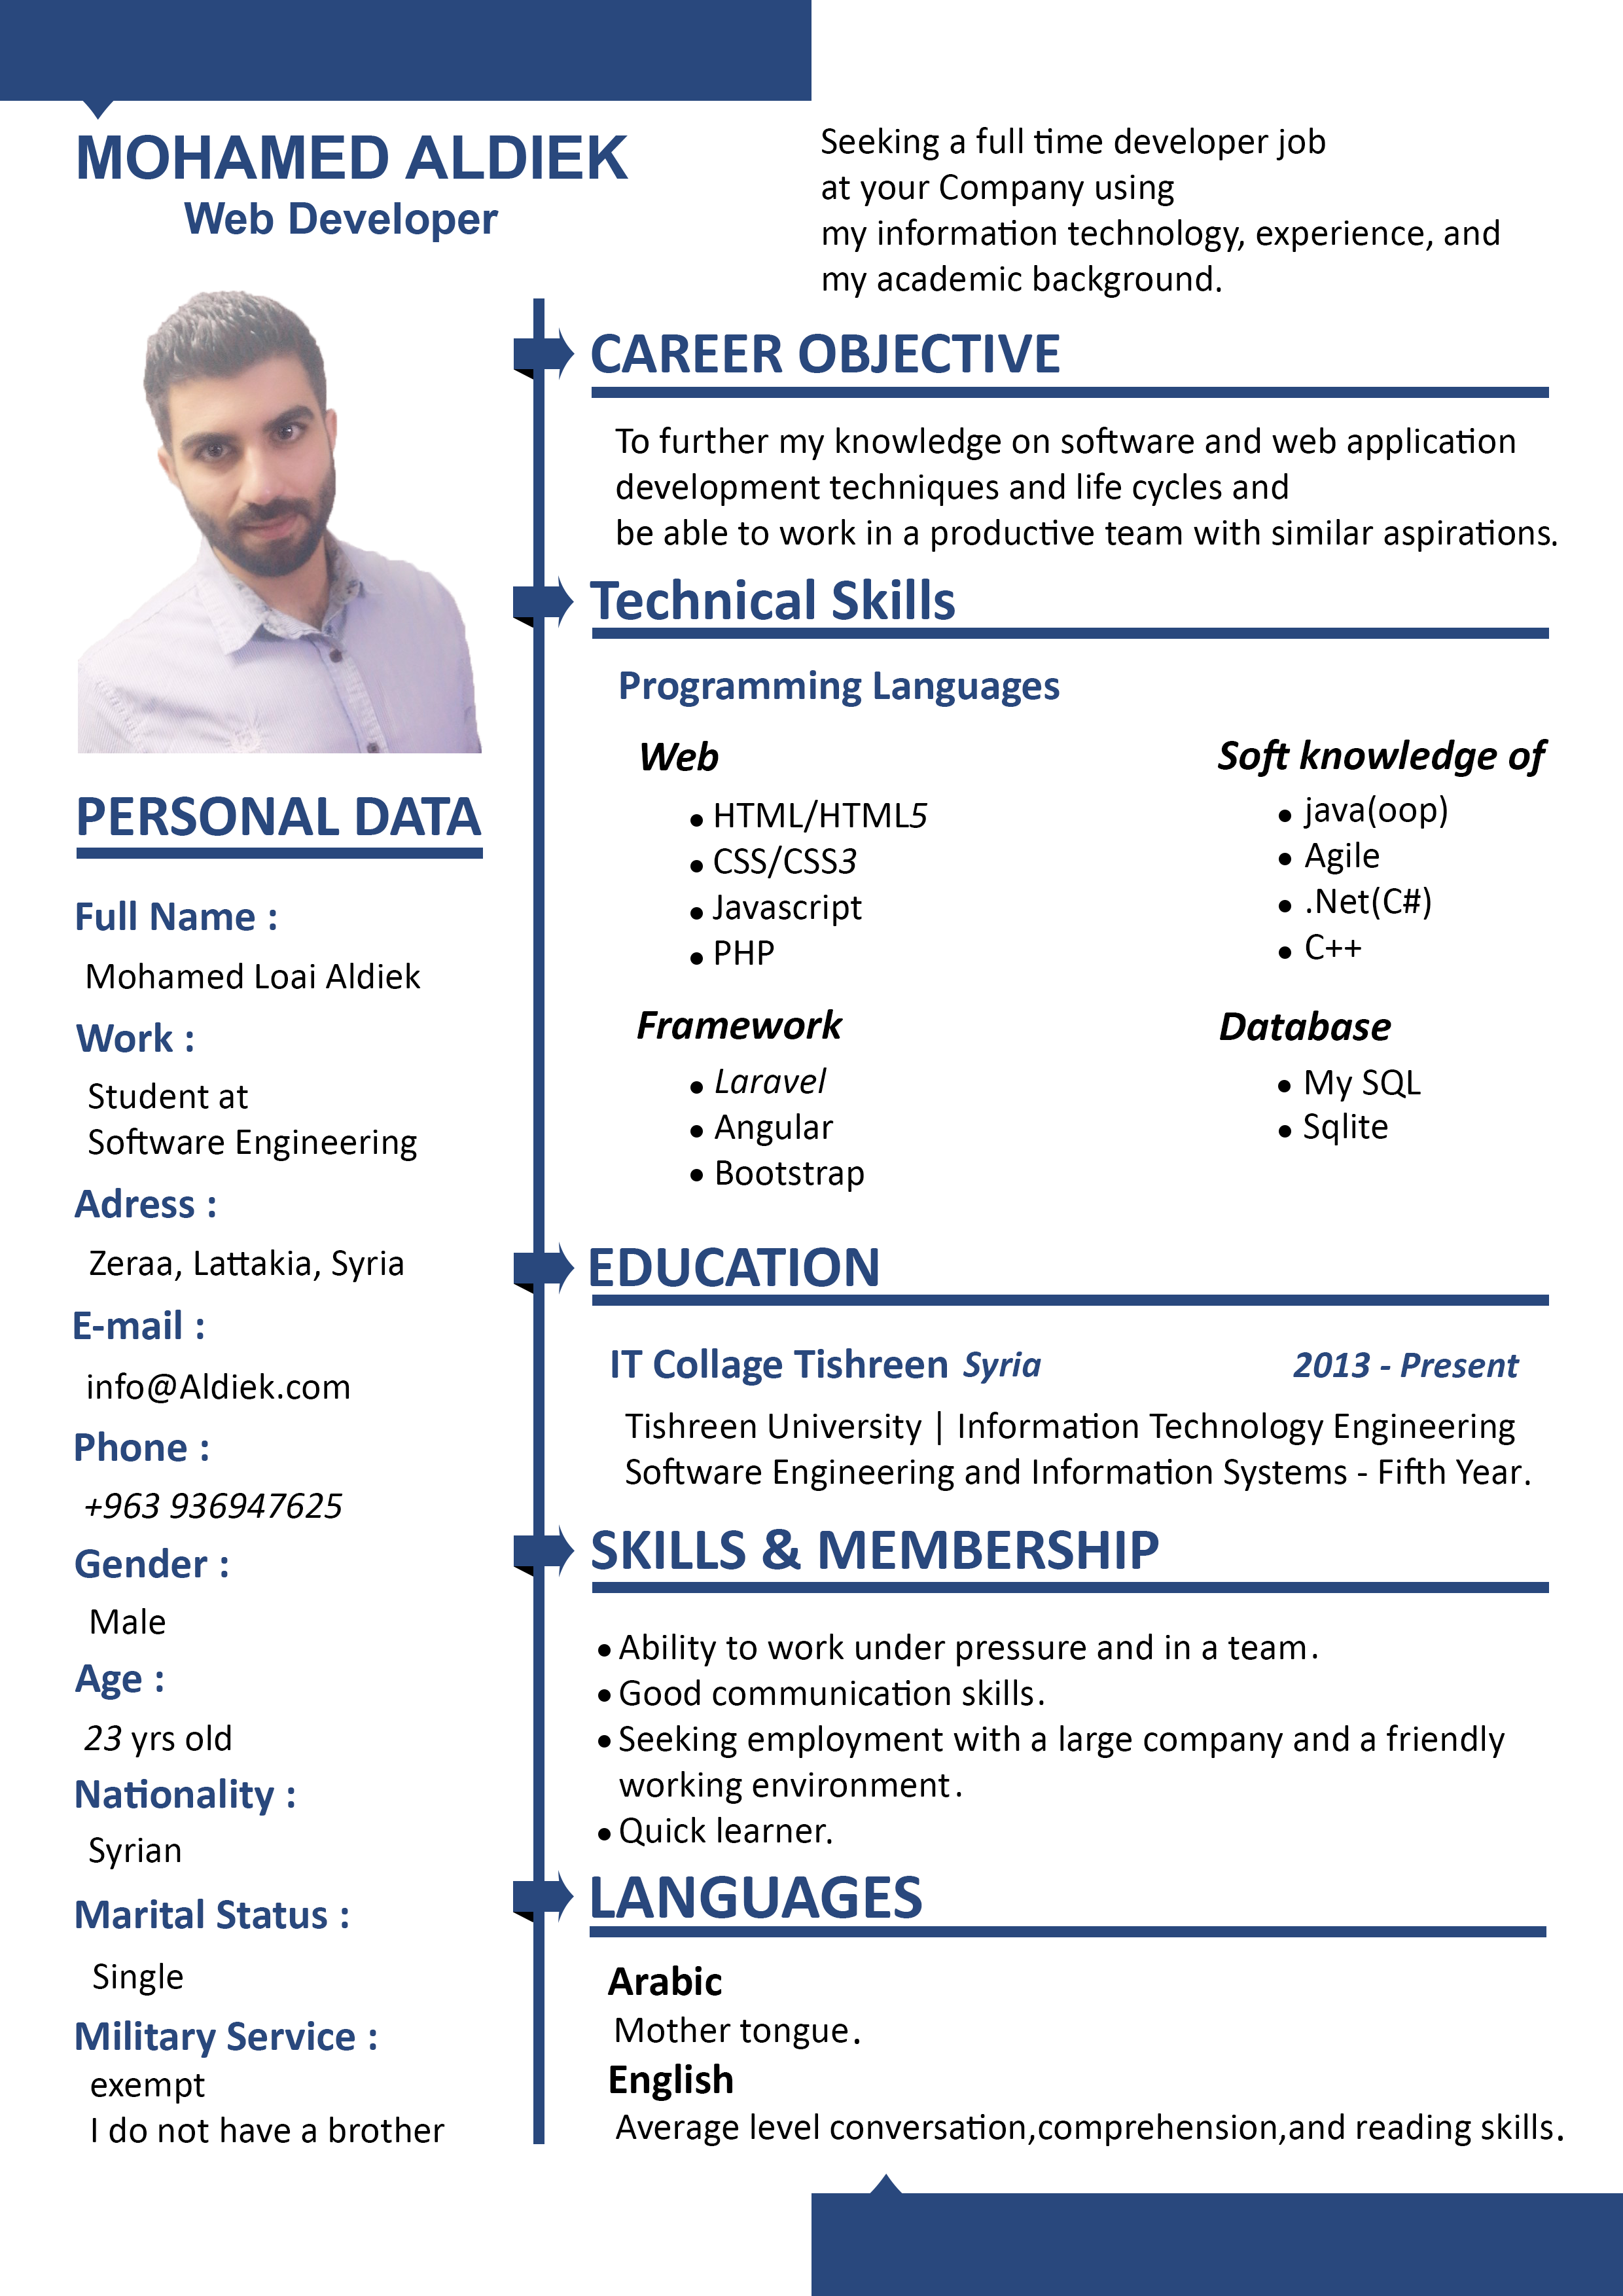 MOHAMED ALDIEK
Web Developer
Seeking a full time developer job
at your Company using
my information technology, experience, and
my academic background.
PERSONAL DATA
Full Name :
Mohamed Loai Aldiek
Work :
Student at
Software Engineering
Adress :
Zeraa, Lattakia, Syria
E-mail :
info@Aldiek.com
Phone :
+963 936947625
Gender :
Male
Age :
23 yrs old
Nationality :
Syrian
Marital Status :
Single
Military Service :
exempt
I do not have a brother
CAREER OBJECTIVE
To further my knowledge on software and web application
development techniques and life cycles and
be able to work in a productive team with similar aspirations.
Technical Skills
Programming Languages
Web
• HTML/HTML5
• CSS/CSS3
• Javascript
• PHP
Soft knowledge of
• java(oop)
• Agile
• .Net(C#)
• C++
Framework
• Laravel
• Angular
• Bootstrap
Database
• My SQL
• Sqlite
EDUCATION
IT Collage Tishreen Syria 2013 - Present
Tishreen University | Information Technology Engineering
Software Engineering and Information Systems - Fifth Year.
SKILLS & MEMBERSHIP
• Ability to work under pressure and in a team.
• Good communication skills.
• Seeking employment with a large company and a friendly
working environment.
• Quick learner.
LANGUAGES
Arabic
Mother tongue.
English
Average level conversation,comprehension,and reading skills.